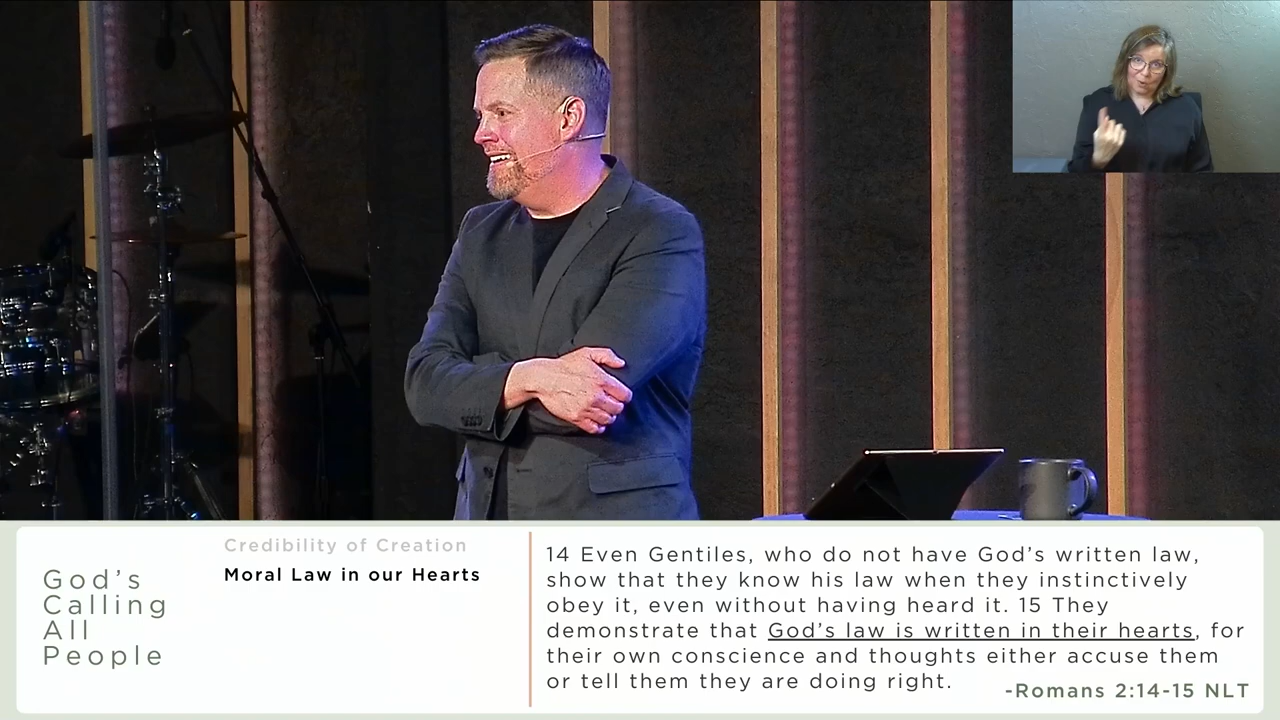 God's
Calling
All
People
Credibility of Creation
Moral Law in our Hearts
14 Even Gentiles, who do not have God's written law,
show that they know his law when they instinctively
obey it, even without having heard it. 15 They
demonstrate that God's law is written in their hearts, for
their own conscience and thoughts either accuse them
or tell them they are doing right.
-Romans 2:14-15 NLT